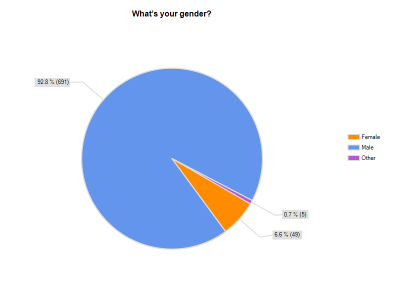 What's your gender?
92.8 % (691)
Female
Male
Other
0.7 % (5)
6.6 % (49)